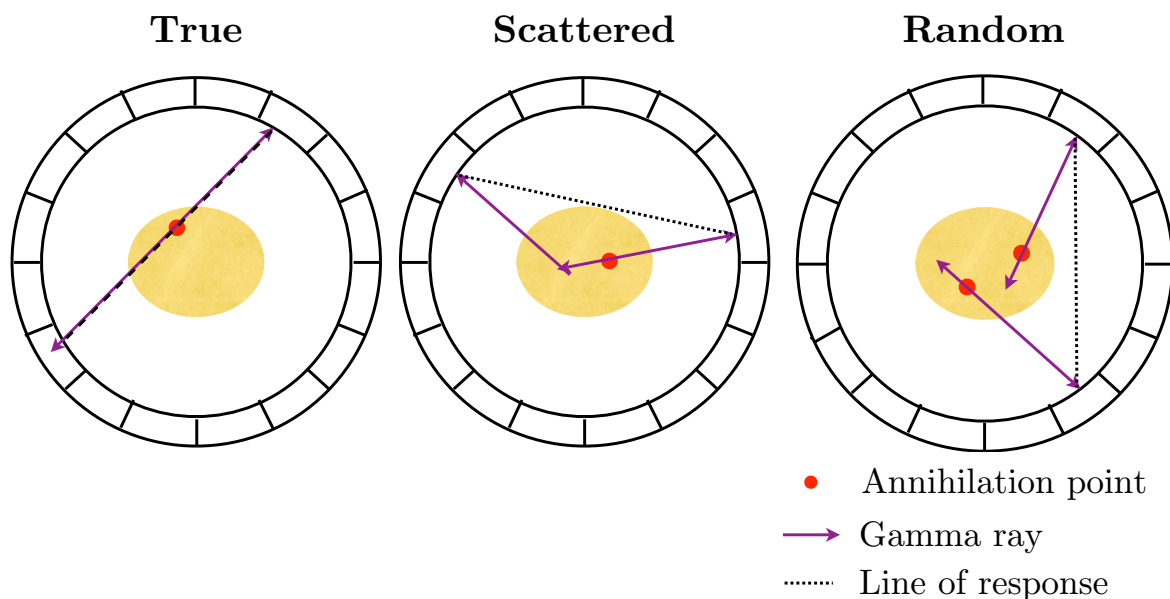 True
Scattered
Random
Annihilation point
Gamma ray
Line of response